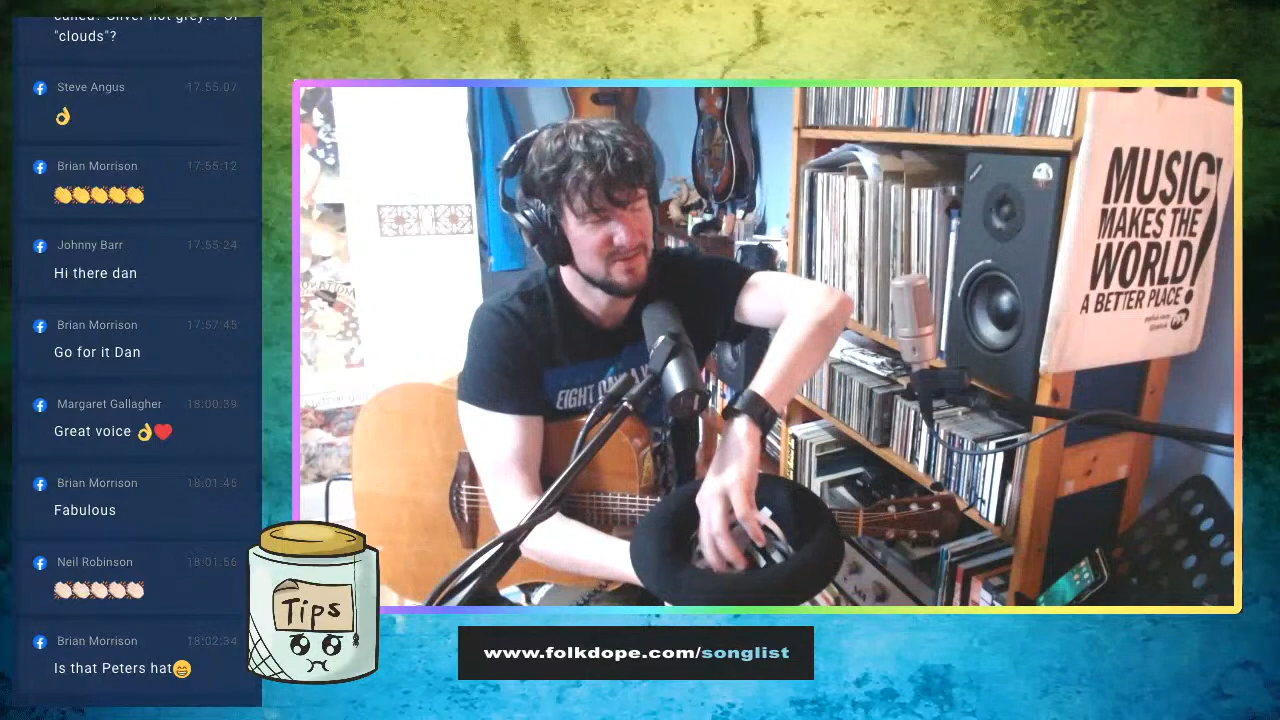 "clouds"?
Steve Angus 17:55:07
👌
Brian Morrison 17:55:12
👏👏👏👏👏
Johnny Barr 17:55:24
Hi there dan
Brian Morrison 17:57:45
Go for it Dan
Margaret Gallagher 18:00:39
Great voice 👌❤️
Brian Morrison 18:01:45
Fabulous
Neil Robinson 18:01:56
👏🏻👏🏻👏🏻👏🏻👏🏻
Brian Morrison 18:02:34
Is that Peters hat😄
Tips
EIGHT
MUSIC
MAKES THE
WORLD
A BETTER PLACE!
www.folkdope.com/songlist